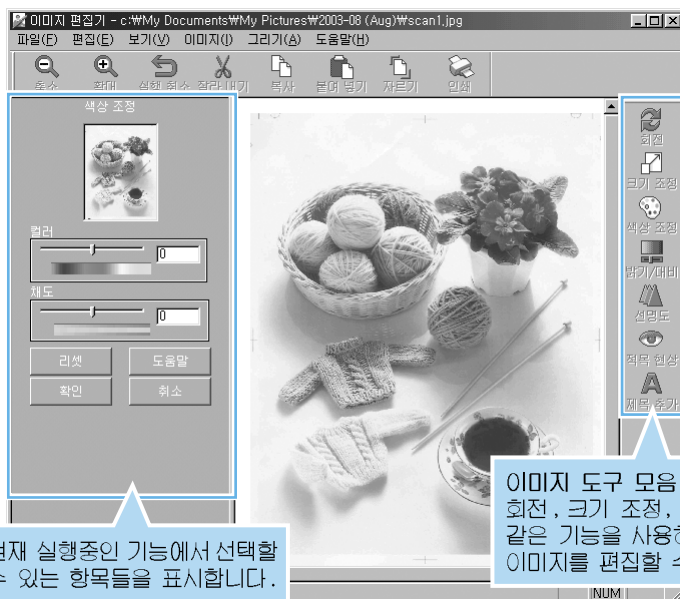 이미지 편집기 - c:₩My Documents₩My Pictures₩2003-08 (Aug)₩scan1.jpg
파일(F) 편집(E) 보기(V) 이미지(I) 그리기(A) 도움말(H)
축소 확대 실행 취소 잘라내기 복사 붙여 넣기 자르기 인쇄
색상 조정
컬러
0
채도
0
리셋 도움말
확인 취소
회전
크기 조정
색상 조정
밝기/대비
선명도
적목 현상
제목 추가
이미지 도구 모음
회전, 크기 조정,
같은 기능을 사용하
이미지를 편집할 수
현재 실행중인 기능에서 선택할
수 있는 항목들을 표시합니다.
NUM